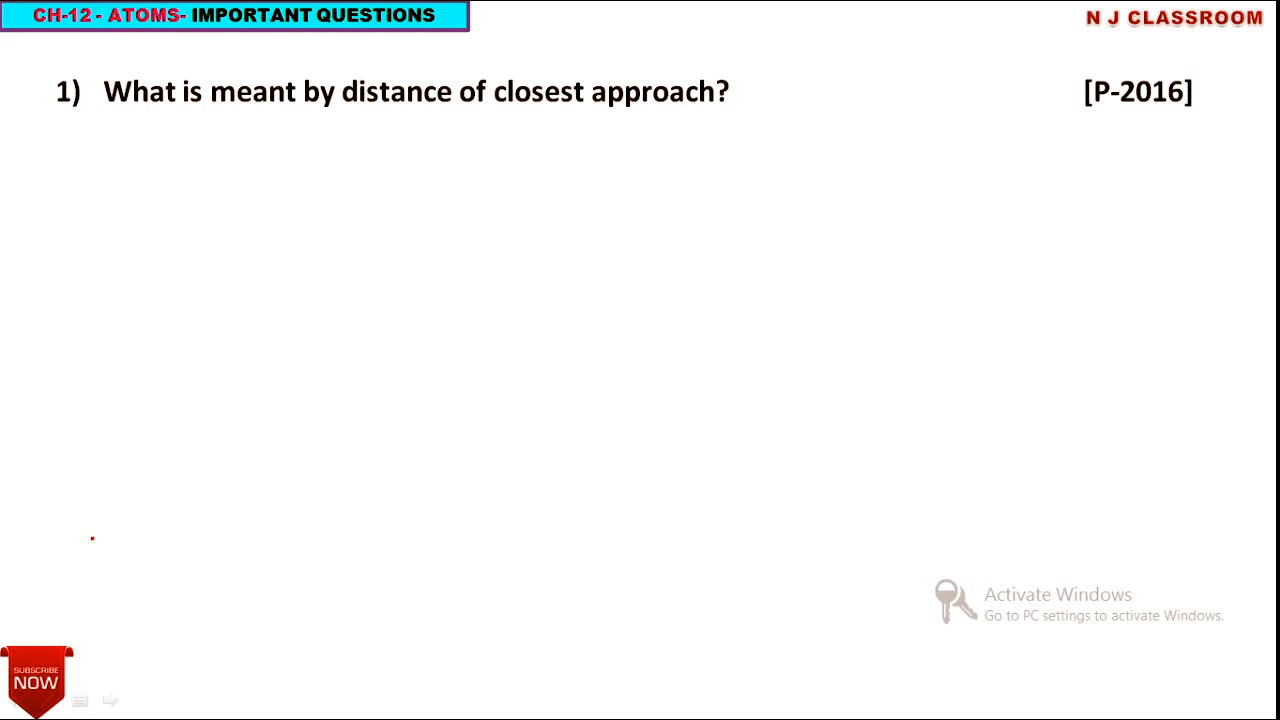 CH-12 - ATOMS- IMPORTANT QUESTIONS
N J CLASSROOM
1) What is meant by distance of closest approach? [P-2016]
Activate Windows
Go to PC settings to activate Windows.
SUBSCRIBE
NOW